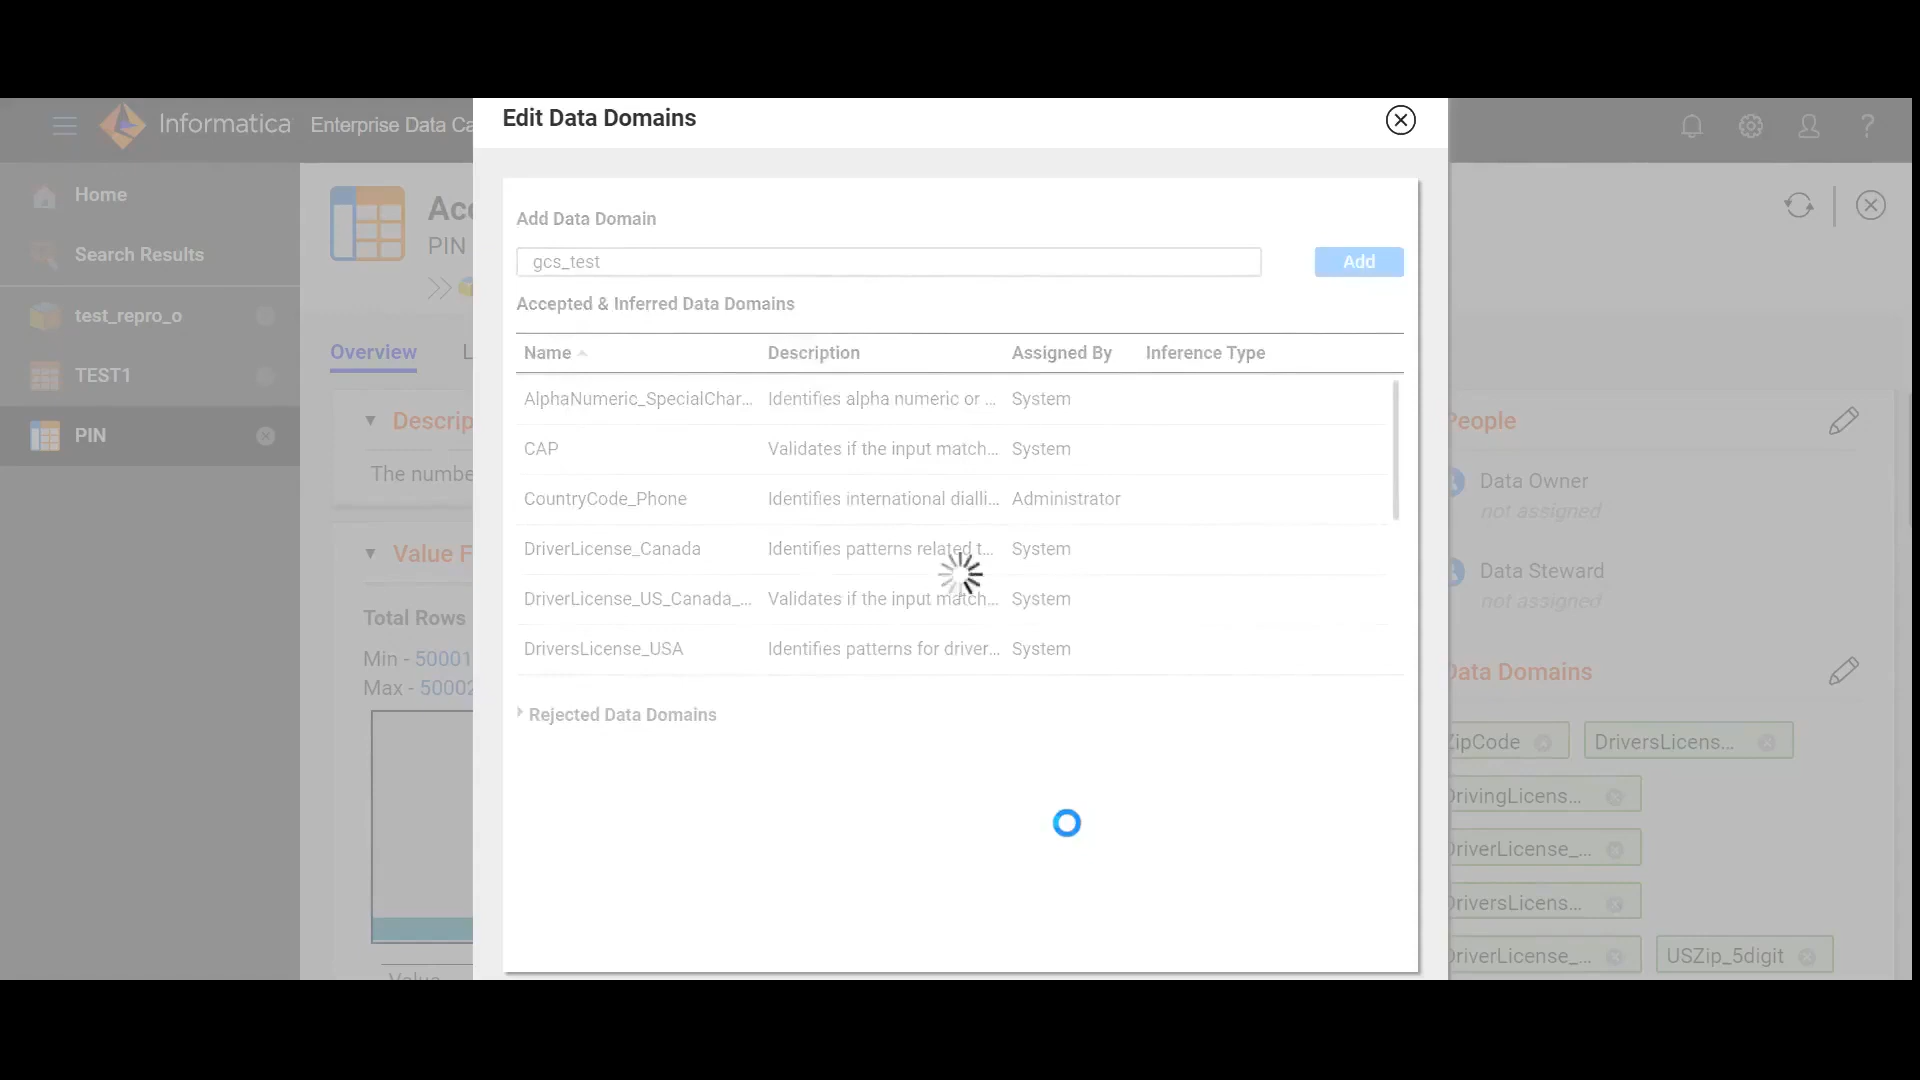 Informatica
Enterprise Data Ca
Home
Search Results
test_repro_o
TEST1
PIN
Acc
PIN
Overview
L
Descrip
The numbe
Value F
Total Rows
Min - 50001
Max - 50002
Value
Edit Data Domains
Add Data Domain
gcs_test
Add
Accepted & Inferred Data Domains
Name Description Assigned By Inference Type
AlphaNumeric_SpecialChar... Identifies alpha numeric or ... System
CAP Validates if the input match... System
CountryCode_Phone Identifies international dialli... Administrator
DriverLicense_Canada Identifies patterns related t... System
DriverLicense_US_Canada_... Validates if the input match... System
DriversLicense_USA Identifies patterns for driver... System
Rejected Data Domains
?
People
Data Owner
not assigned
Data Steward
not assigned
Data Domains
ZipCode DriversLicens...
DrivingLicens...
DriverLicense_...
DriversLicens...
DriverLicense_... USZip_5digit